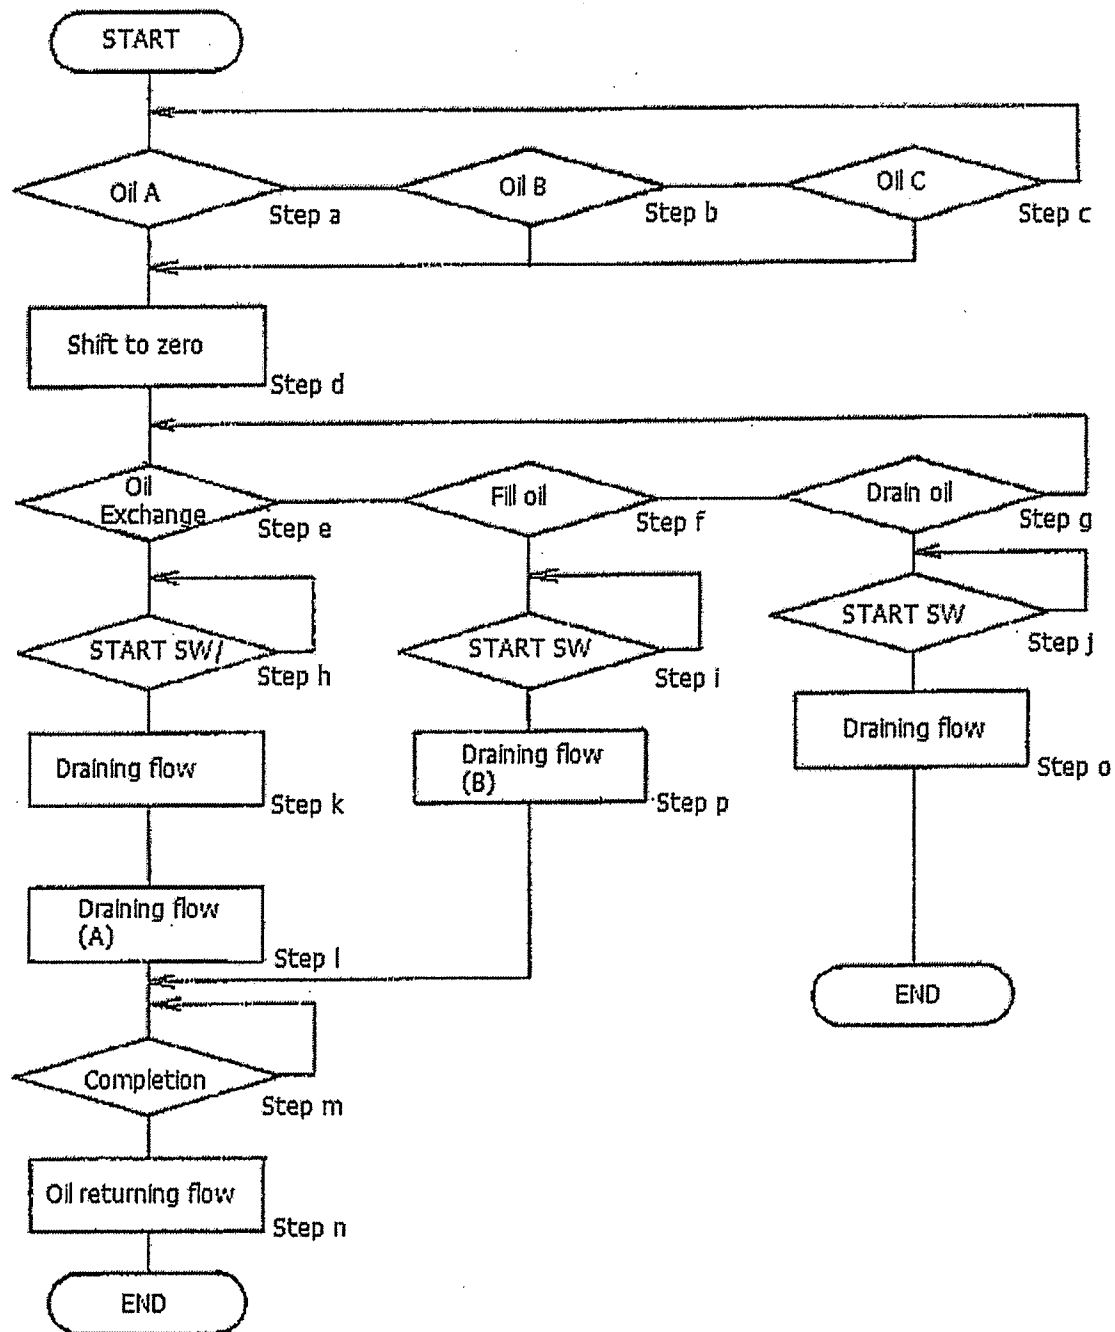 START
Oil A
Step a
Oil B
Step b
Oil C
Step c
Shift to zero
Step d
Oil
Exchange
Step e
Fill oil
Step f
Drain oil
Step g
START SW/
Step h
START SW
Step i
START SW
Step j
Draining flow
Step k
Draining flow
(B)
Step p
Draining flow
Step o
Draining flow
(A)
Step l
END
Completion
Step m
Oil returning flow
Step n
END